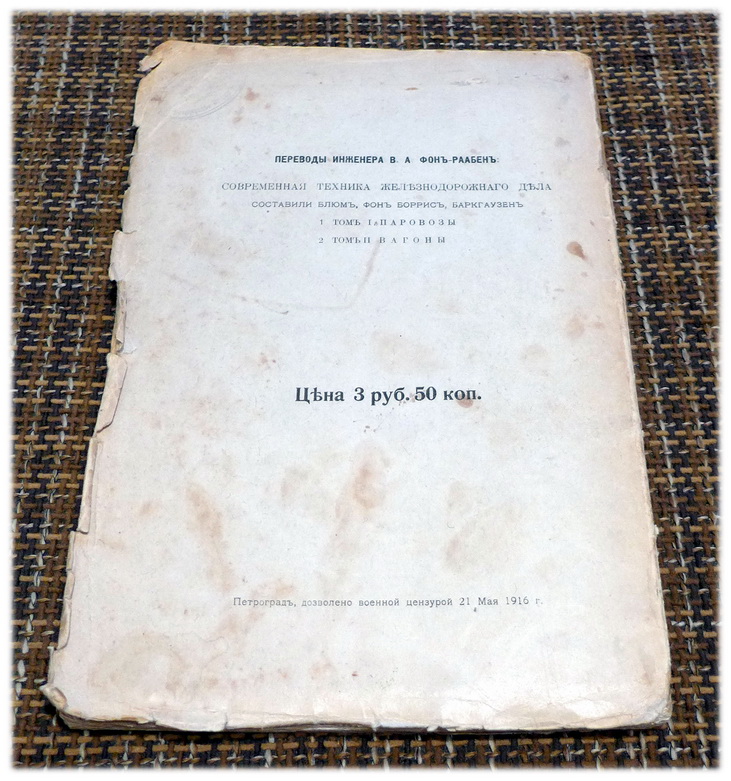 ПЕРЕВОДЫ ИНЖЕНЕРА В. А ФОНЪ-РААБЕНЪ:
СОВРЕМЕННАЯ ТЕХНИКА ЖЕЛѢЗНОДОРОЖНАГО ДѢЛА
СОСТАВИЛИ БЛЮМЪ, ФОНЪ БОРРИСЪ, БАРКГАУЗЕНЪ
1 ТОМЪ I ПАРОВОЗЫ
2 ТОМЪ II ВАГОНЫ
Цѣна 3 руб. 50 коп.
Петроградъ, дозволено военной цензурой 21 Мая 1916 г.